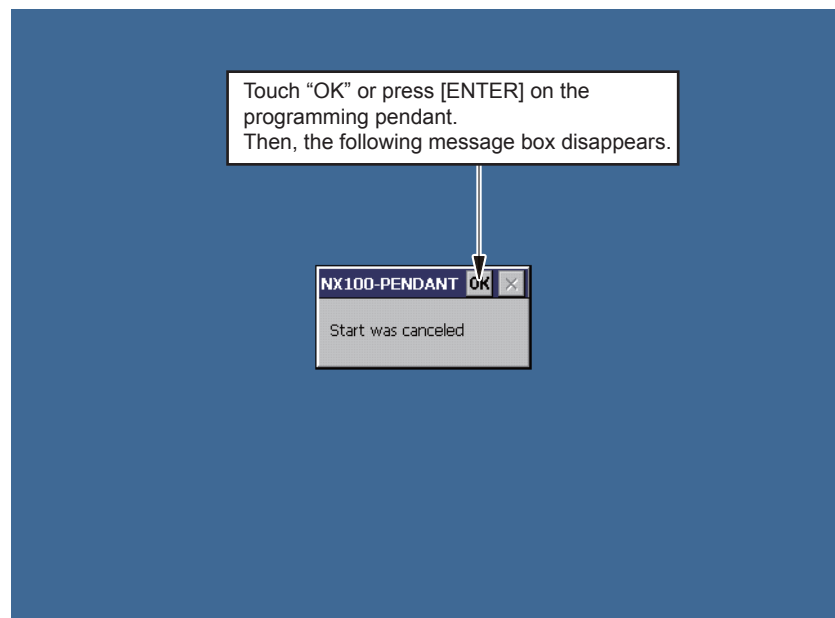 Touch “OK” or press [ENTER] on the
programming pendant.
Then, the following message box disappears.
NX100-PENDANT OK ×
Start was canceled